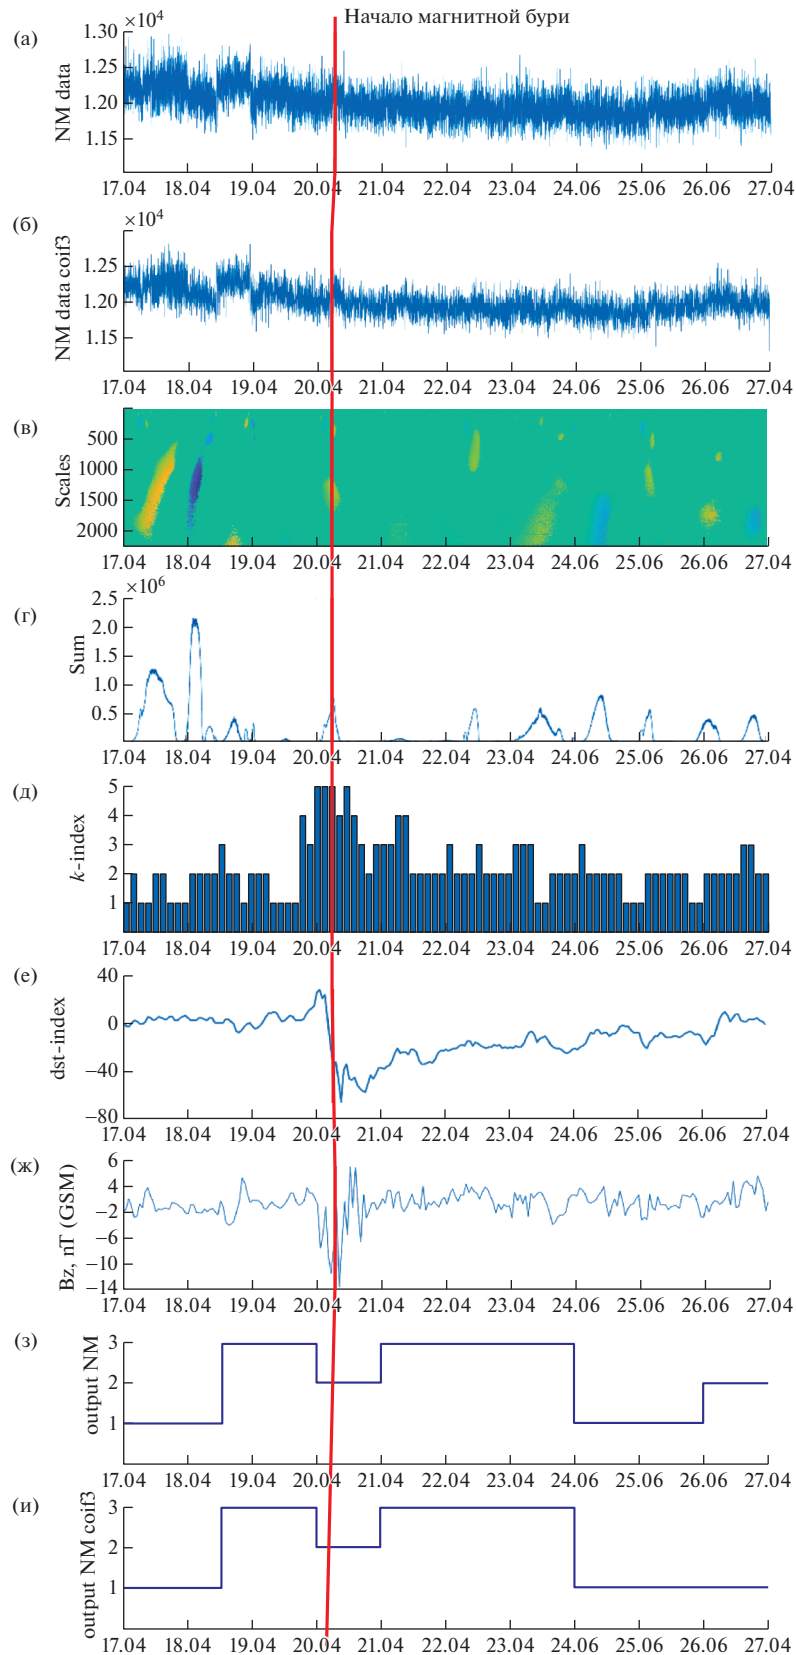 Начало магнитной бури
(а)
×10⁴
NM data
1.30
1.25
1.20
1.15
17.04 18.04 19.04 20.04 21.04 22.04 23.04 24.06 25.06 26.06 27.04
(б)
×10⁴
NM data coif3
1.25
1.20
1.15
17.04 18.04 19.04 20.04 21.04 22.04 23.04 24.06 25.06 26.06 27.04
(в)
Scales
500
1000
1500
2000
17.04 18.04 19.04 20.04 21.04 22.04 23.04 24.06 25.06 26.06 27.04
×10⁶
(г)
Sum
2.5
2.0
1.5
1.0
0.5
17.04 18.04 19.04 20.04 21.04 22.04 23.04 24.06 25.06 26.06 27.04
(д)
k-index
5
4
3
2
1
17.04 18.04 19.04 20.04 21.04 22.04 23.04 24.06 25.06 26.06 27.04
(е)
dst-index
40
0
−40
−80
17.04 18.04 19.04 20.04 21.04 22.04 23.04 24.06 25.06 26.06 27.04
(ж)
Bz, nT (GSM)
6
4
−2
−6
−10
−14
17.04 18.04 19.04 20.04 21.04 22.04 23.04 24.06 25.06 26.06 27.04
(з)
output NM
3
2
1
17.04 18.04 19.04 20.04 21.04 22.04 23.04 24.06 25.06 26.06 27.04
(и)
output NM coif3
3
2
1
17.04 18.04 19.04 20.04 21.04 22.04 23.04 24.06 25.06 26.06 27.04